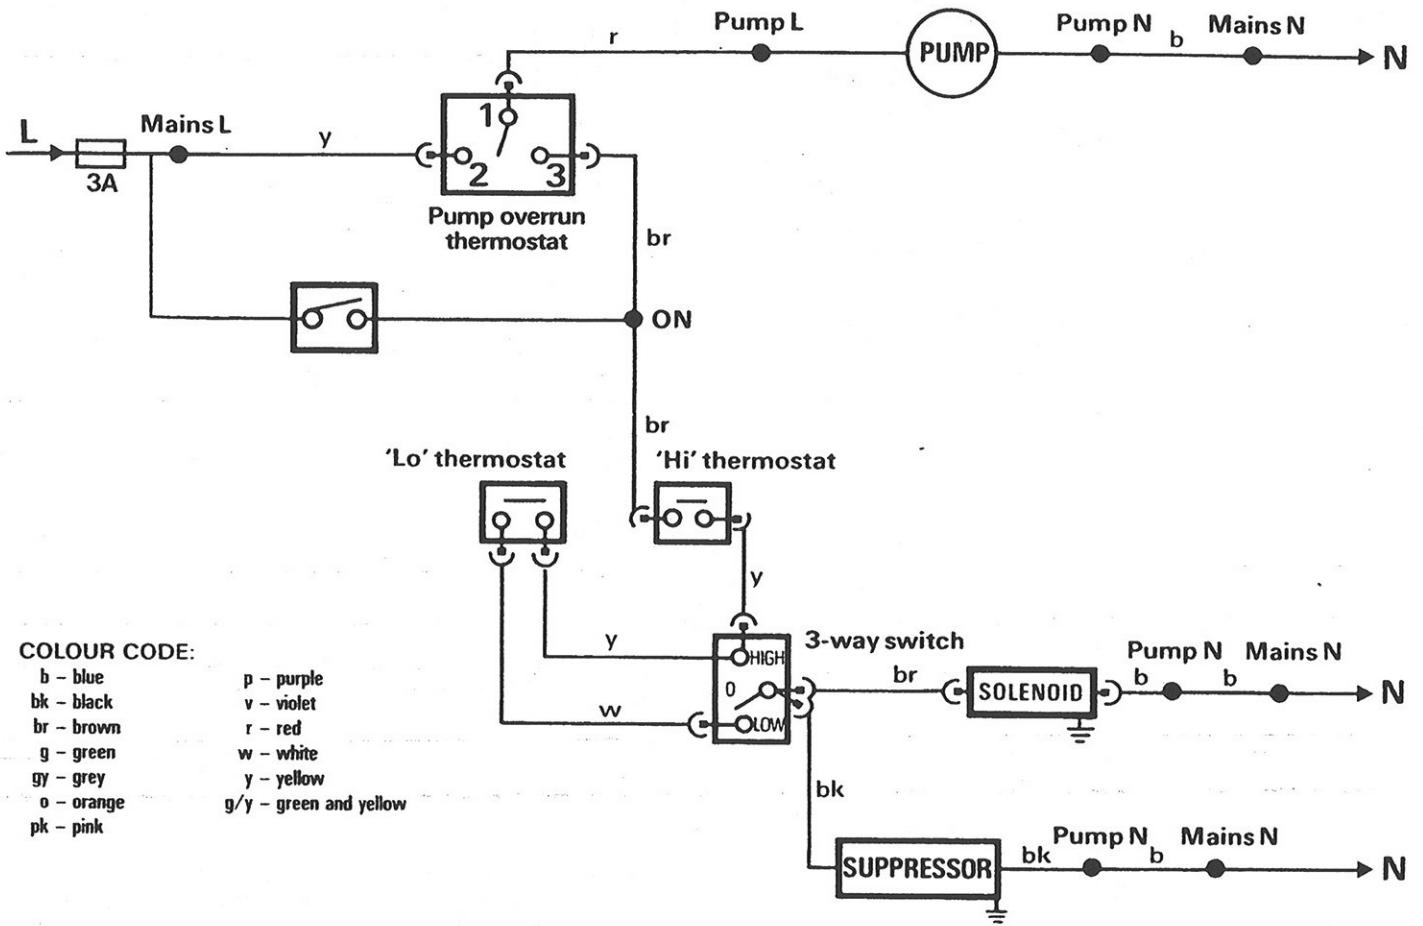 Pump L
Pump N
Mains N
r
b
PUMP
N
L
Mains L
y
3A
1
2
3
Pump overrun
thermostat
br
ON
br
‘Lo’ thermostat
‘Hi’ thermostat
y
y
w
HIGH
0
LOW
3-way switch
br
SOLENOID
Pump N
Mains N
b
b
N
bk
SUPPRESSOR
bk
Pump N
b
Mains N
N
COLOUR CODE:
b – blue
bk – black
br – brown
g – green
gy – grey
o – orange
pk – pink
p – purple
v – violet
r – red
w – white
y – yellow
g/y – green and yellow